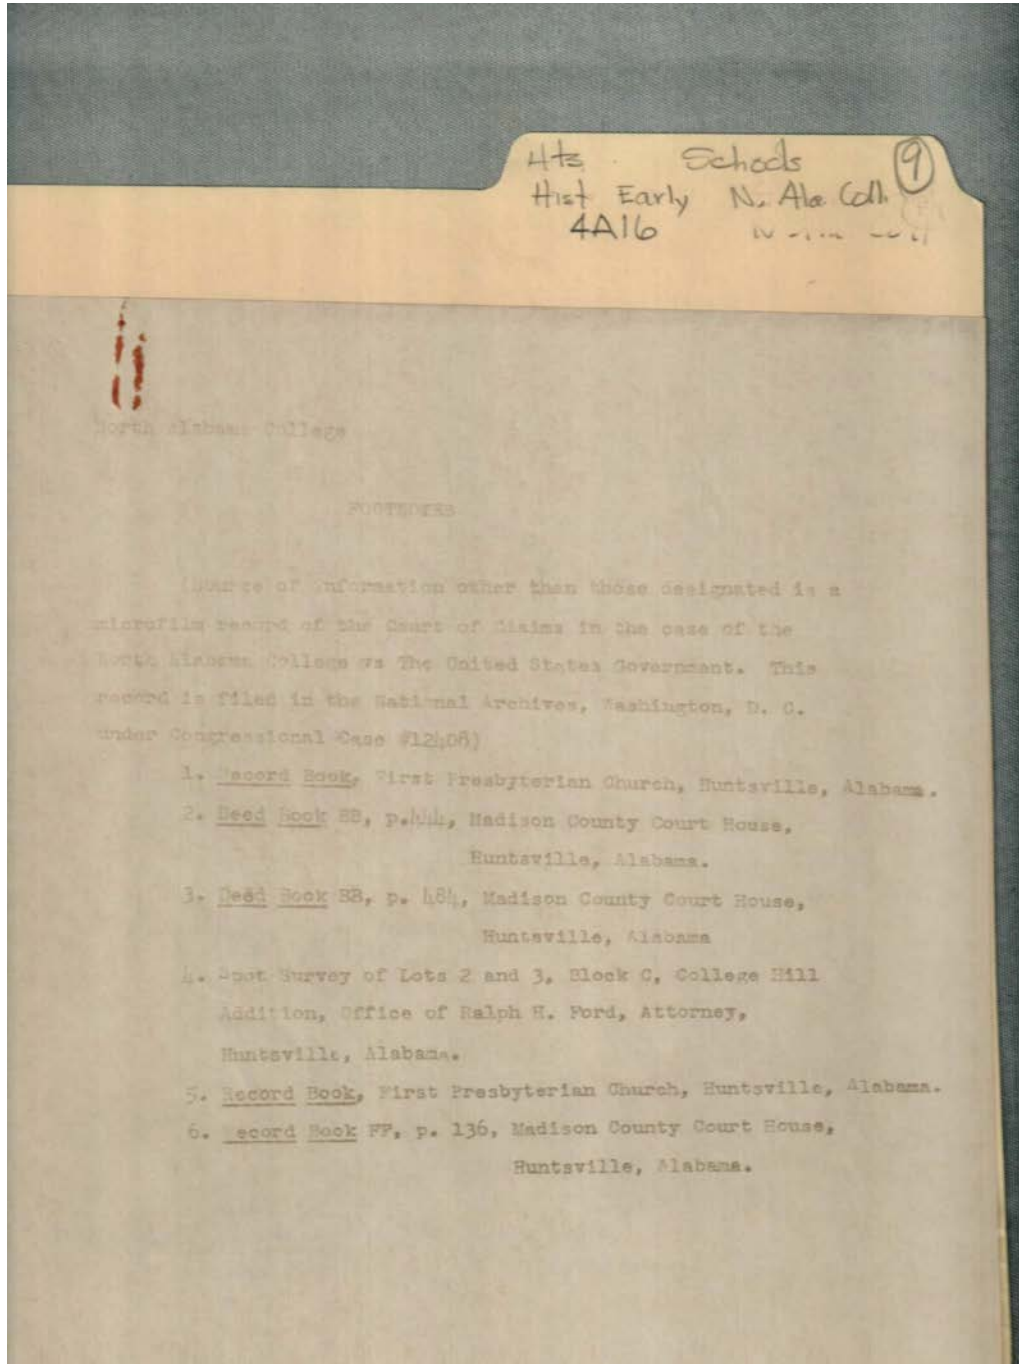 Hts. Schools 9
Hist Early N. Ala Coll.
4A16
North Alabama College
FOOTNOTES
(Source of information other than those designated is a
microfilm record of the Court of Claims in the case of the
North Alabama College vs The United States Government. This
record is filed in the National Archives, Washington, D. C.
under Congressional Case #12408)
1. Record Book, First Presbyterian Church, Huntsville, Alabama.
2. Deed Book BB, p.444, Madison County Court House,
Huntsville, Alabama.
3. Deed Book BB, p. 484, Madison County Court House,
Huntsville, Alabama
4. Spot Survey of Lots 2 and 3, Block C, College Hill
Addition, Office of Ralph H. Ford, Attorney,
Huntsville, Alabama.
5. Record Book, First Presbyterian Church, Huntsville, Alabama.
6. Record Book FF, p. 136, Madison County Court House,
Huntsville, Alabama.